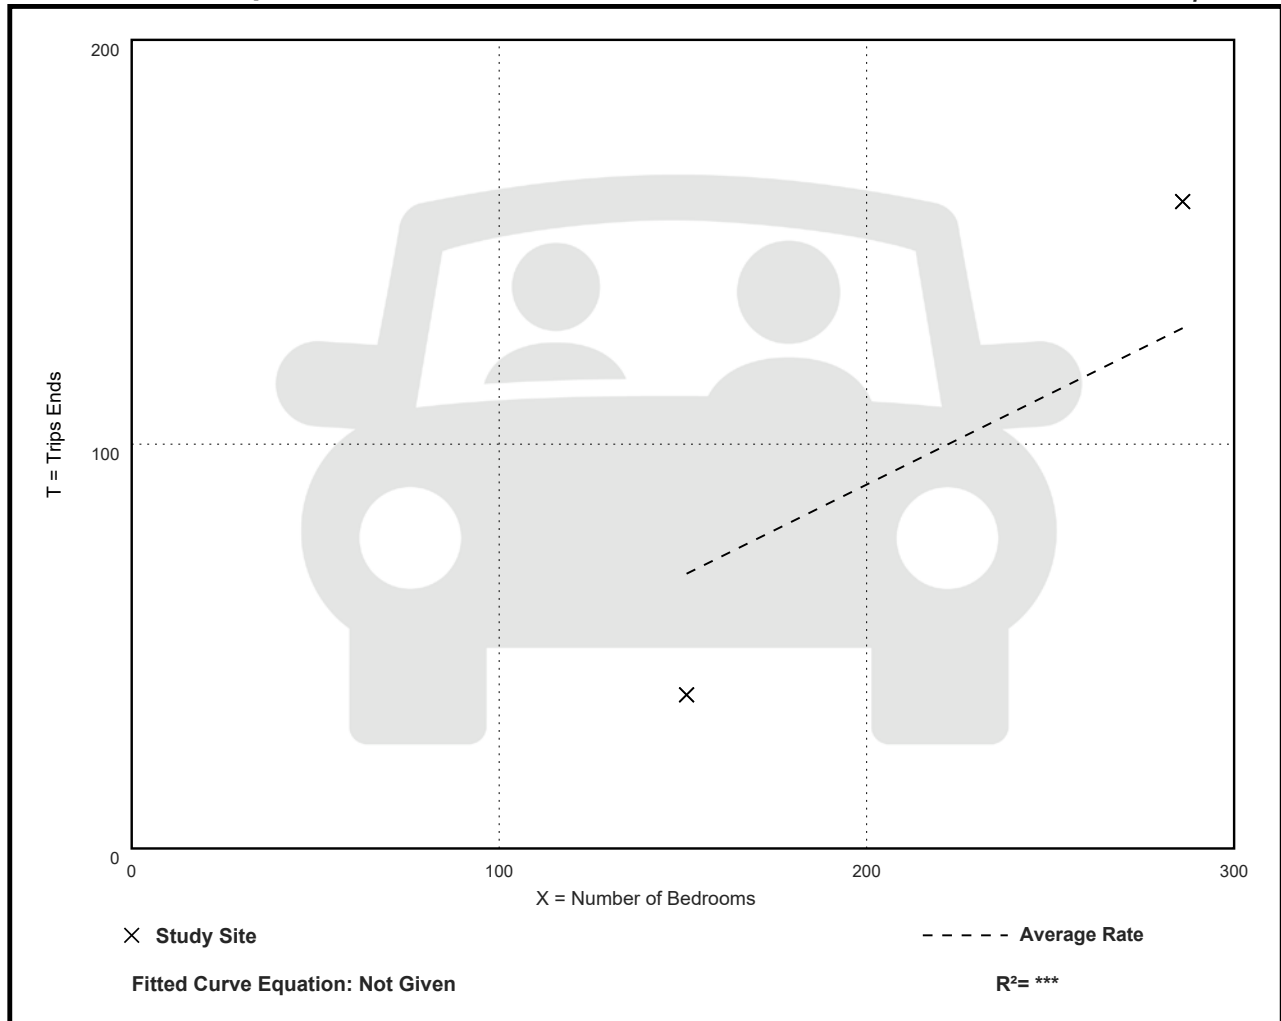 200
100
0
T = Trips Ends
0 100 200 300
X = Number of Bedrooms
Study Site
Average Rate
Fitted Curve Equation: Not Given
R²= ***